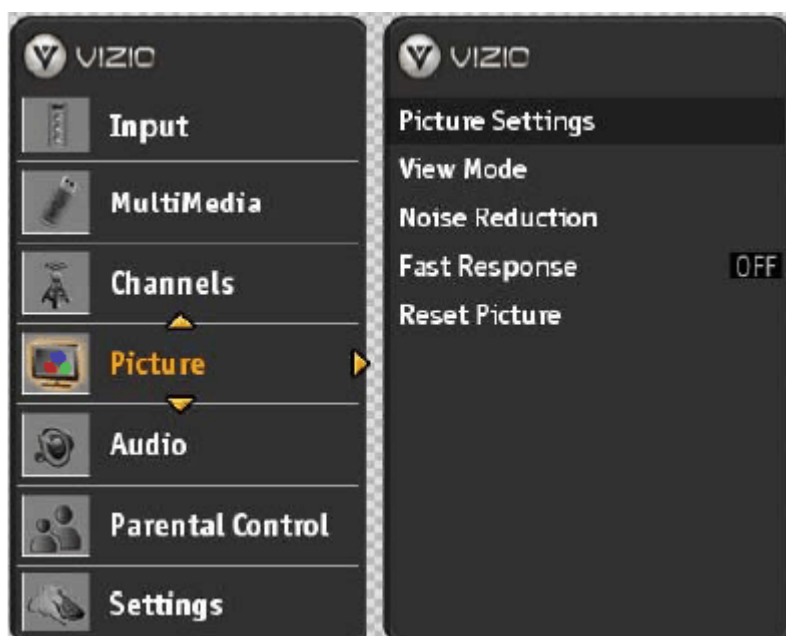 VIZIO
Input
MultiMedia
Channels
Picture
Audio
Parental Control
Settings
VIZIO
Picture Settings
View Mode
Noise Reduction
Fast Response OFF
Reset Picture